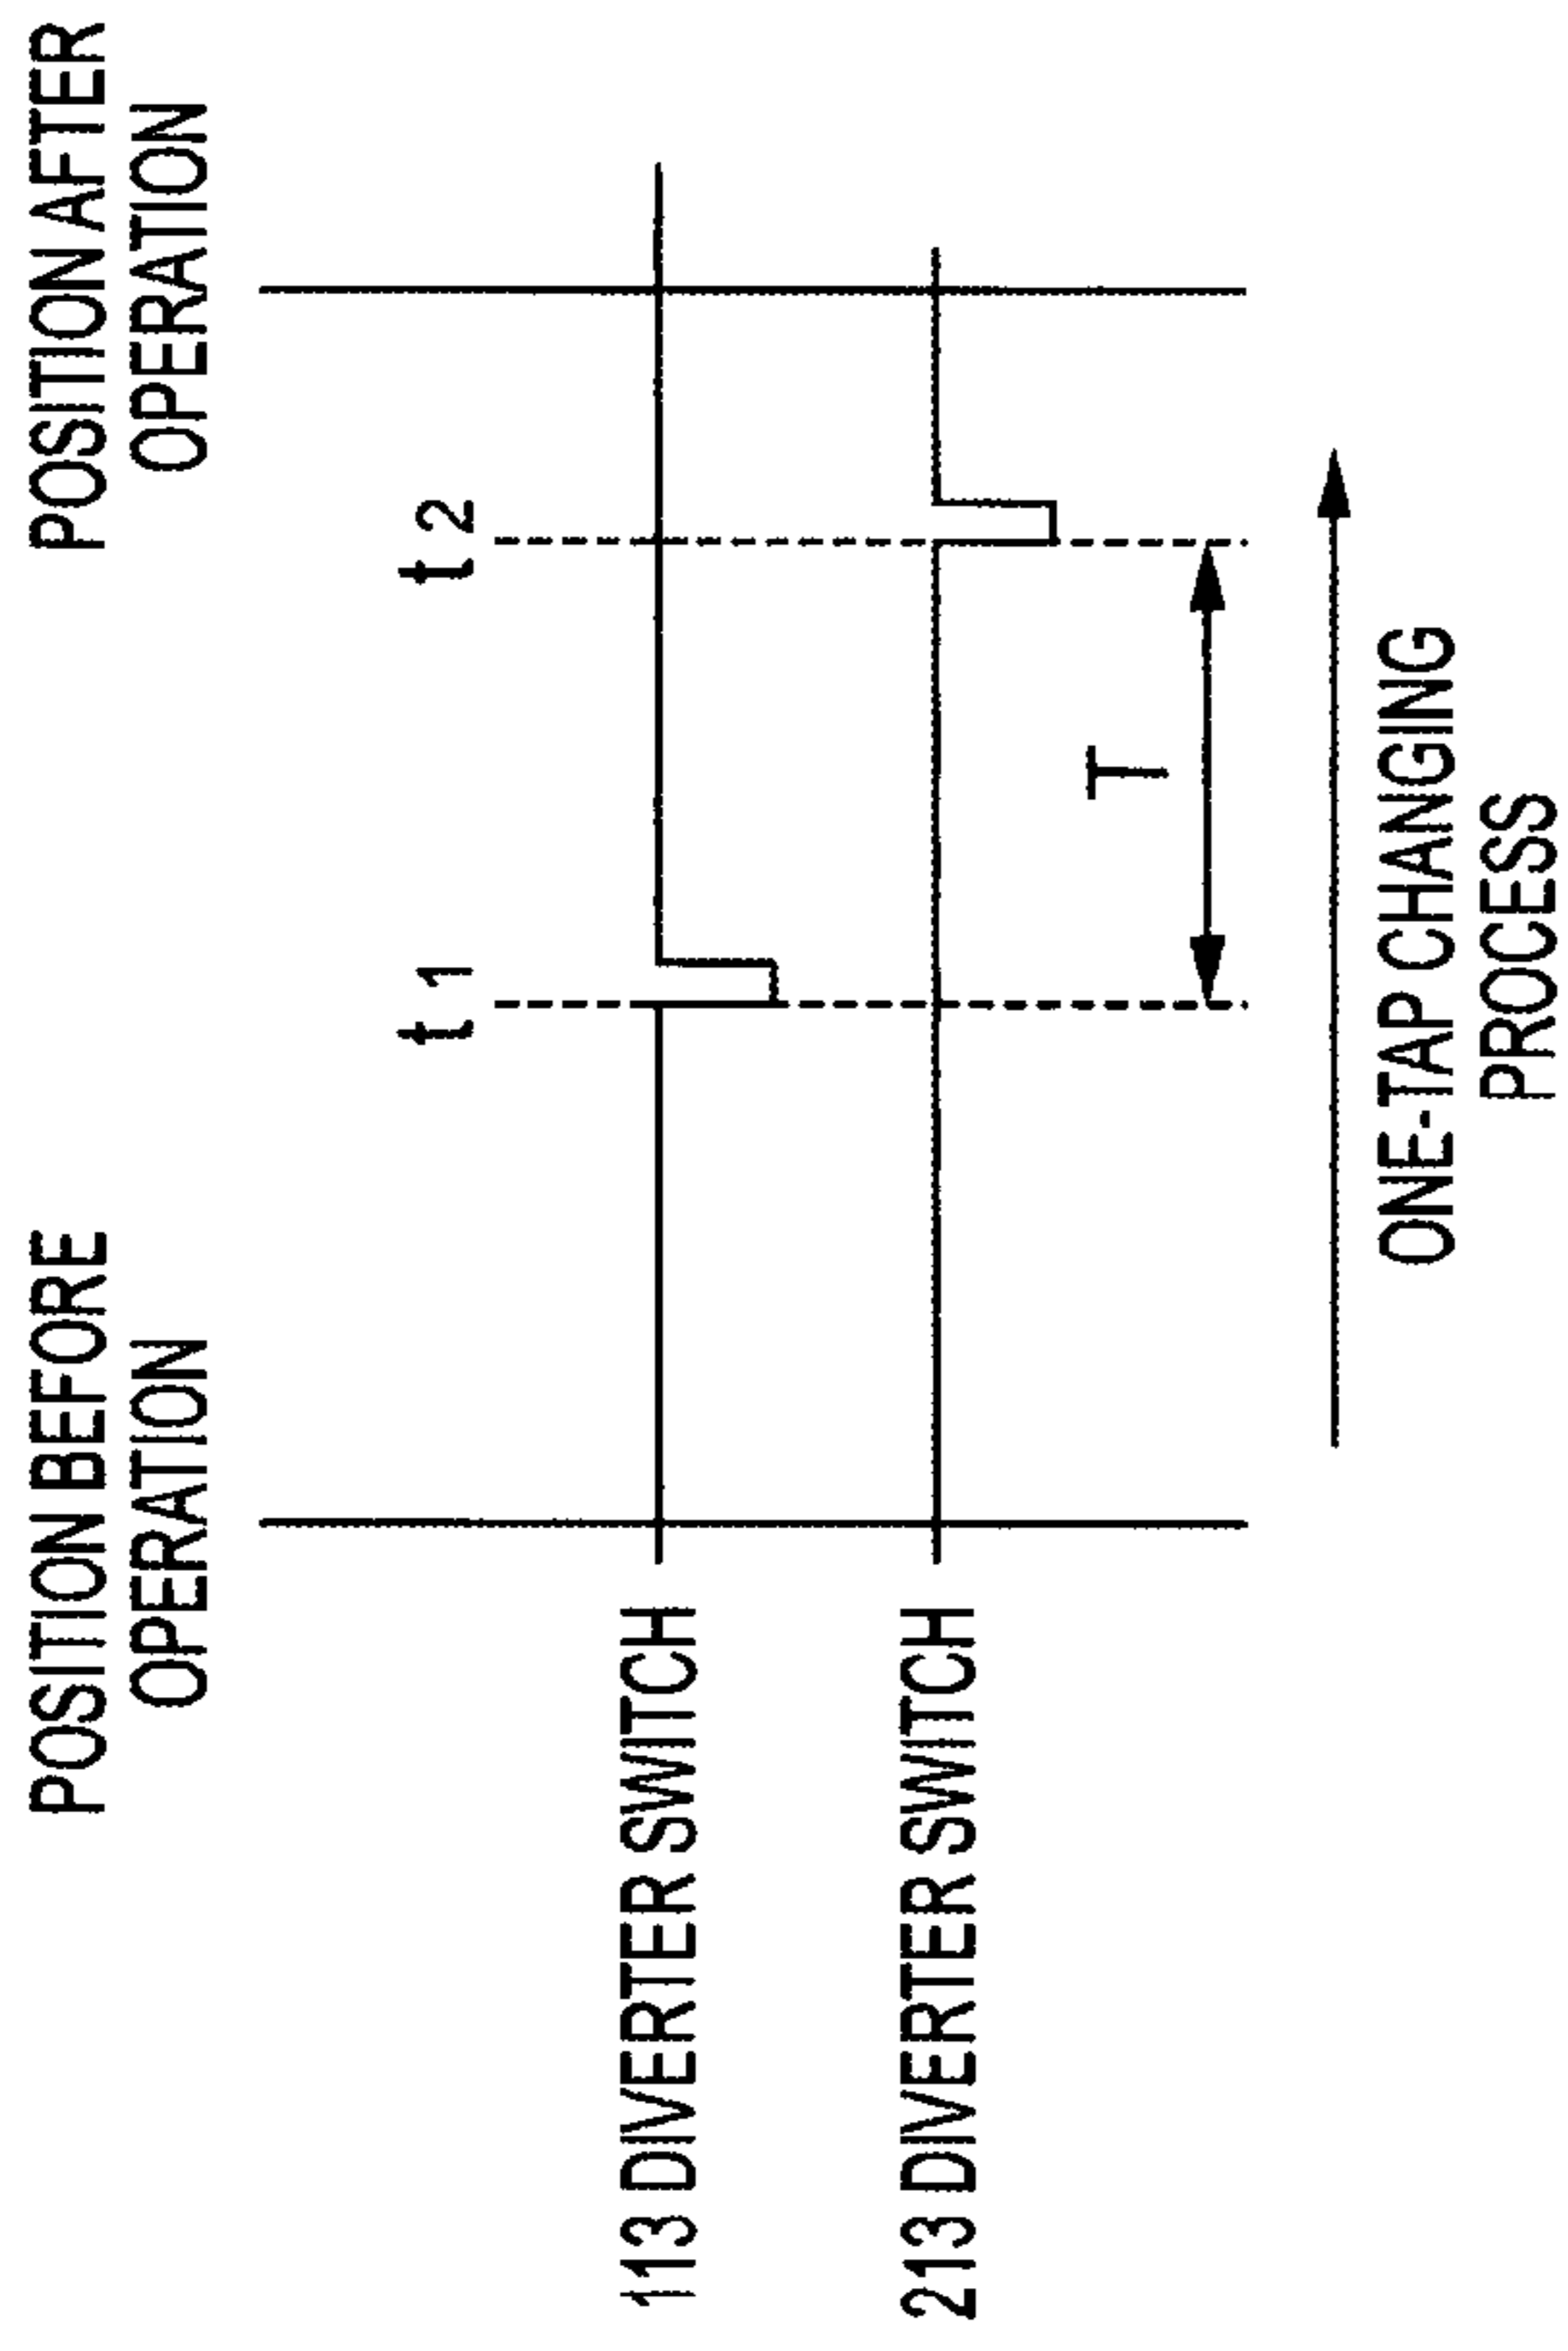 POSITION BEFORE
OPERATION
POSITION AFTER
OPERATION
t 1
t 2
113 DIVERTER SWITCH
213 DIVERTER SWITCH
T
ONE-TAP CHANGING
PROCESS